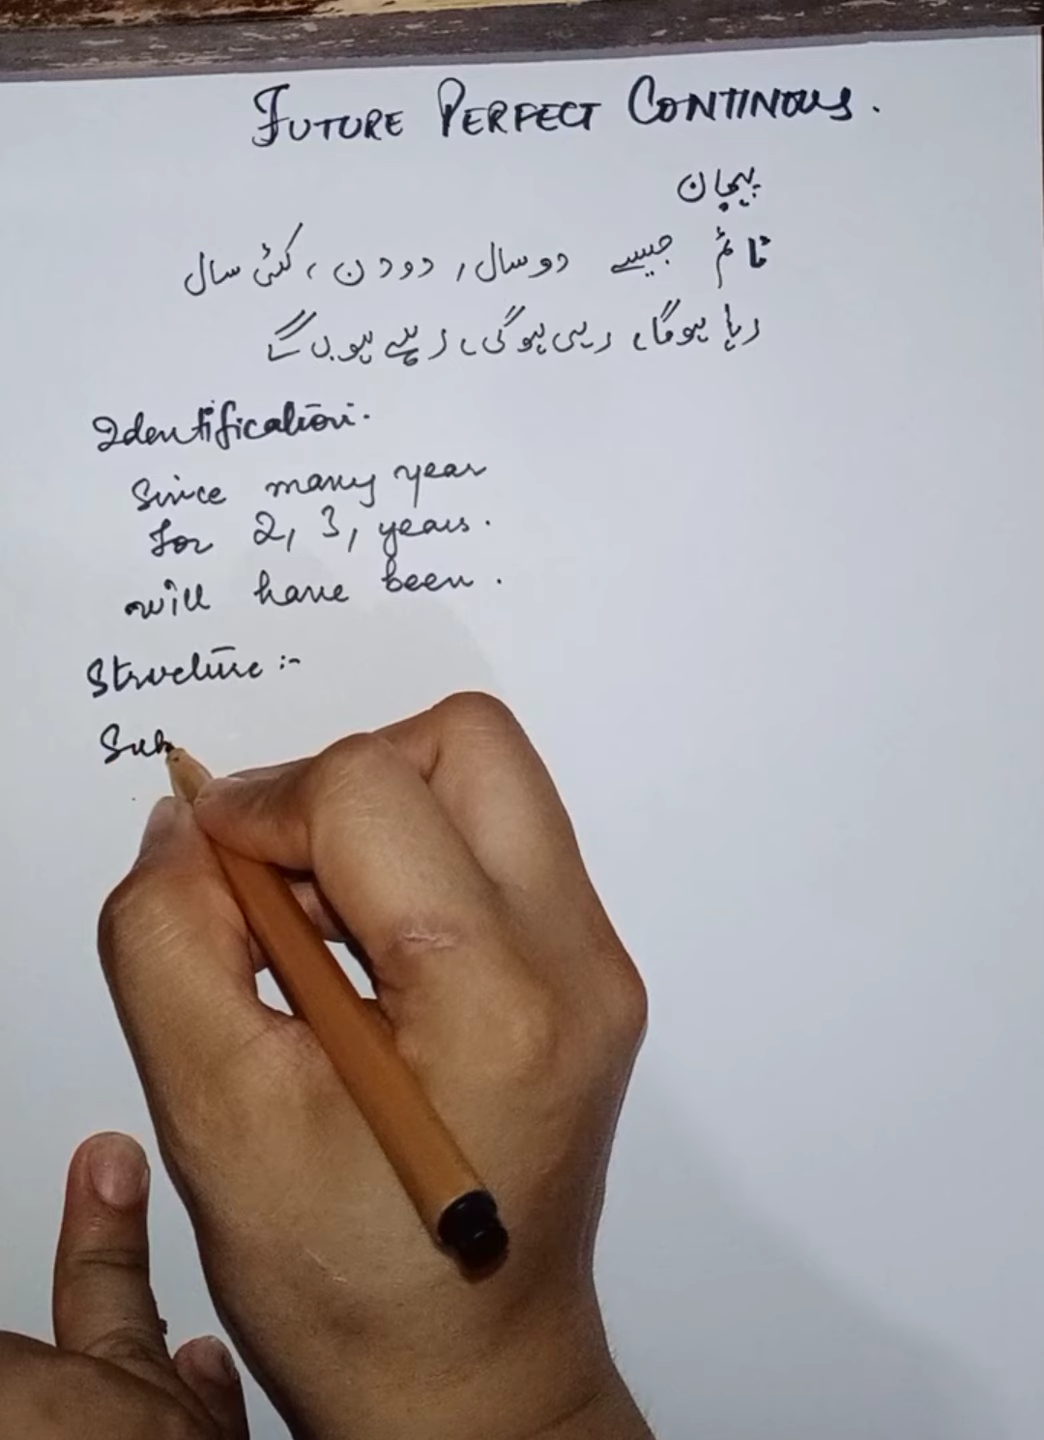 FUTURE PERFECT CONTINOUS.
پہچان
ٹائم جیسے دو سال، دو دن، کئی سال
رہا ہوگا، رہی ہوگی، رہے ہوں گے
Identification:
Since many year
for 2, 3, years.
will have been.
Structure :-
Sub